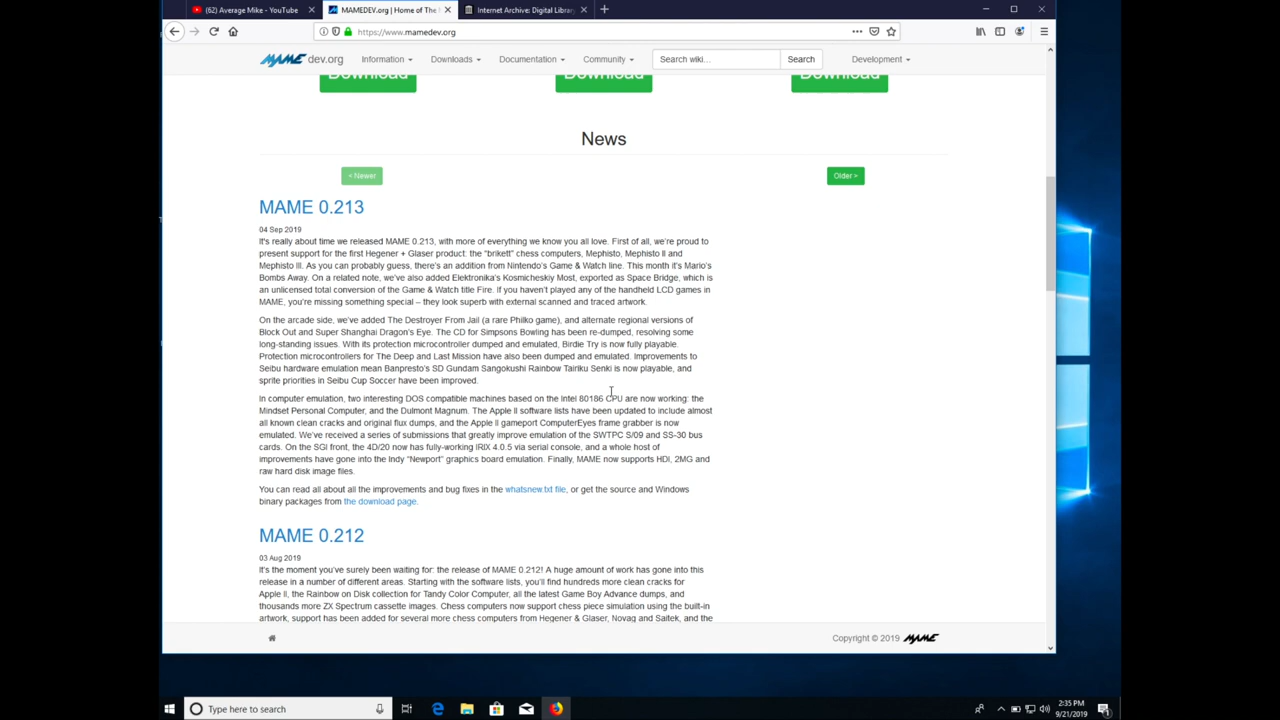 (62) Average Mike - YouTube
MAMEDEV.org | Home of The
Internet Archive: Digital Library
https://www.mamedev.org
MAME dev.org
Information
Downloads
Documentation
Community
Search wiki...
Search
Development
Download
Download
Download
News
< Newer
Older >
MAME 0.213
04 Sep 2019
It's really about time we released MAME 0.213, with more of everything we know you all love. First of all, we're proud to
present support for the first Hegener + Glaser product: the "brikett" chess computers, Mephisto, Mephisto II and
Mephisto III. As you can probably guess, there's an addition from Nintendo's Game & Watch line. This month it's Mario's
Bombs Away. On a related note, we've also added Elektronika's Kosmicheskiy Most, exported as Space Bridge, which is
an unlicensed total conversion of the Game & Watch title Fire. If you haven't played any of the handheld LCD games in
MAME, you're missing something special – they look superb with external scanned and traced artwork.
On the arcade side, we've added The Destroyer From Jail (a rare Philko game), and alternate regional versions of
Block Out and Super Shanghai Dragon's Eye. The CD for Simpsons Bowling has been re-dumped, resolving some
long-standing issues. With its protection microcontroller dumped and emulated, Birdie Try is now fully playable.
Protection microcontrollers for The Deep and Last Mission have also been dumped and emulated. Improvements to
Seibu hardware emulation mean Banpresto's SD Gundam Sangokushi Rainbow Tairiku Senki is now playable, and
sprite priorities in Seibu Cup Soccer have been improved.
In computer emulation, two interesting DOS compatible machines based on the Intel 80186 CPU are now working: the
Mindset Personal Computer, and the Dulmont Magnum. The Apple II software lists have been updated to include almost
all known clean cracks and original flux dumps, and the Apple II gameport ComputerEyes frame grabber is now
emulated. We've received a series of submissions that greatly improve emulation of the SWTPC S/09 and SS-30 bus
cards. On the SGI front, the 4D/20 now has fully-working IRIX 4.0.5 via serial console, and a whole host of
improvements have gone into the Indy "Newport" graphics board emulation. Finally, MAME now supports HDI, 2MG and
raw hard disk image files.
You can read all about all the improvements and bug fixes in the whatsnew.txt file, or get the source and Windows
binary packages from the download page.
MAME 0.212
03 Aug 2019
It's the moment you've surely been waiting for: the release of MAME 0.212! A huge amount of work has gone into this
release in a number of different areas. Starting with the software lists, you'll find hundreds more clean cracks for
Apple II, the Rainbow on Disk collection for Tandy Color Computer, all the latest Game Boy Advance dumps, and
thousands more ZX Spectrum cassette images. Chess computers now support chess piece simulation using the built-in
artwork, support has been added for several more chess computers from Hegener & Glaser, Novag and Saitek, and the
Copyright © 2019 MAME
Type here to search
2:35 PM
9/21/2019